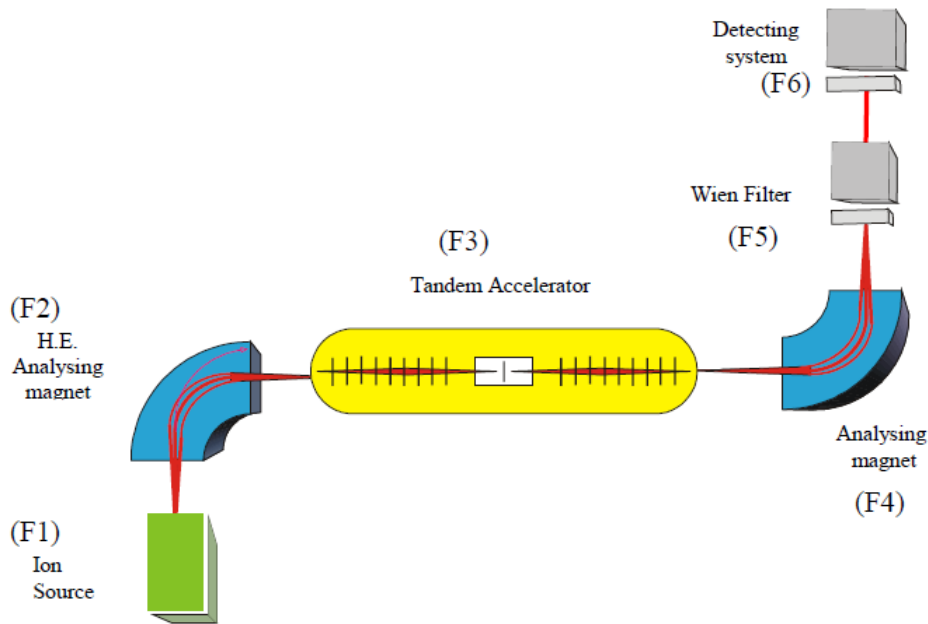 Detecting
system
(F6)
Wien Filter
(F5)
(F3)
Tandem Accelerator
(F2)
H.E.
Analysing
magnet
Analysing
magnet
(F4)
(F1)
Ion
Source